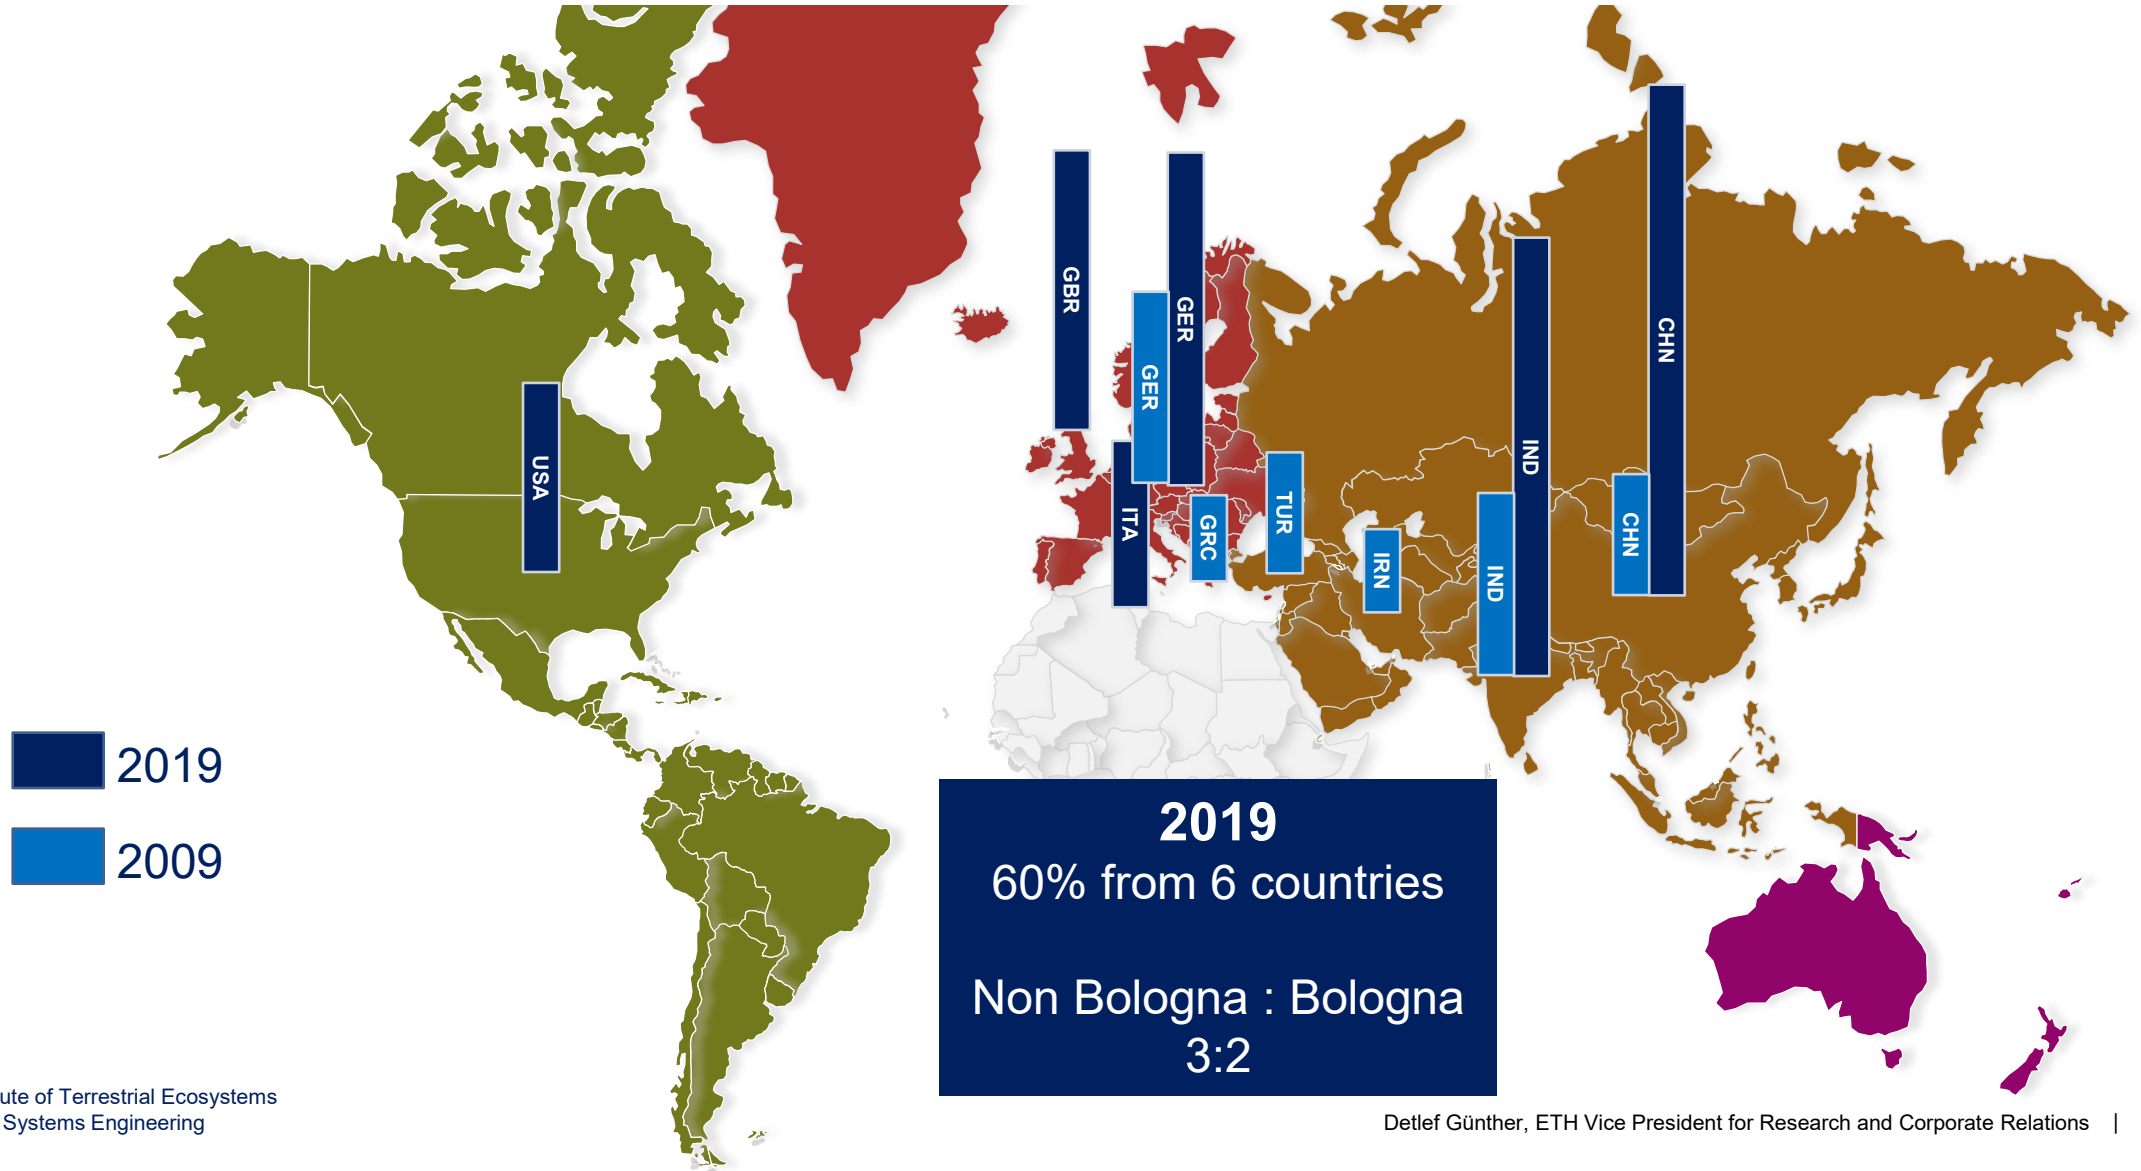 GBR
GER
GER
CHN
IND
USA
ITA
GRC
TUR
IRN
IND
CHN
2019
2009
2019
60% from 6 countries
Non Bologna : Bologna
3:2
ute of Terrestrial Ecosystems
Systems Engineering
Detlef Günther, ETH Vice President for Research and Corporate Relations |